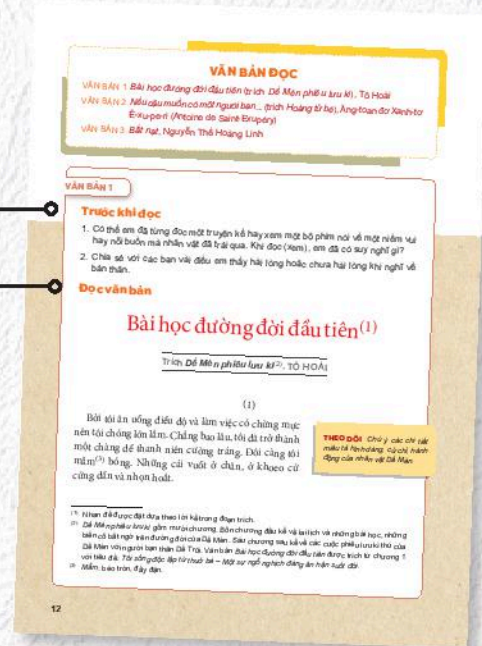 VĂN BẢN ĐỌC
VĂN BẢN 1. Bài học đường đời đầu tiên (trích Dế Mèn phiêu lưu kí), Tô Hoài
VĂN BẢN 2. Nếu cậu muốn có một người bạn... (trích Hoàng tử bé), Ăng-toan đơ Xanh-tơ
Ê-xu-pe-ri (Antoine de Saint-Exupéry)
VĂN BẢN 3. Bắt nạt, Nguyễn Thế Hoàng Linh
VĂN BẢN 1
Trước khi đọc
1. Có thể em đã từng đọc một truyện kể hay xem một bộ phim nói về một niềm vui
hay nỗi buồn mà nhân vật đã trải qua. Khi đọc (xem), em đã có suy nghĩ gì?
2. Chia sẻ với các bạn vài điều em thấy hài lòng hoặc chưa hài lòng khi nghĩ về
bản thân.
Đọc văn bản
Bài học đường đời đầu tiên(1)
Trích Dế Mèn phiêu lưu kí(2), TÔ HOÀI
(1)
Bởi tôi ăn uống điều độ và làm việc có chừng mực
nên tôi chóng lớn lắm. Chẳng bao lâu, tôi đã trở thành
một chàng dế thanh niên cường tráng. Đôi càng tôi
mẫm(3) bóng. Những cái vuốt ở chân, ở khoeo cứ
cứng dần và nhọn hoắt.
THEO DÕI Chú ý các chi tiết
miêu tả hình dáng, cử chỉ, hành
động của nhân vật Dế Mèn.
(1) Nhan đề được đặt dựa theo lời kể trong đoạn trích.
(2) Dế Mèn phiêu lưu kí gồm mười chương. Bốn chương đầu kể về lai lịch và những bài học, những
biến cố bất ngờ trên đường đời của Dế Mèn. Sáu chương sau kể về các cuộc phiêu lưu kì thú của
Dế Mèn với người bạn thân Dế Trũi. Văn bản Bài học đường đời đầu tiên được trích từ chương 1
với tiêu đề: Tôi sống độc lập từ thuở bé – Một sự ngỗ nghịch đáng ân hận suốt đời.
(3) Mẫm: béo tròn, đầy đặn.
12